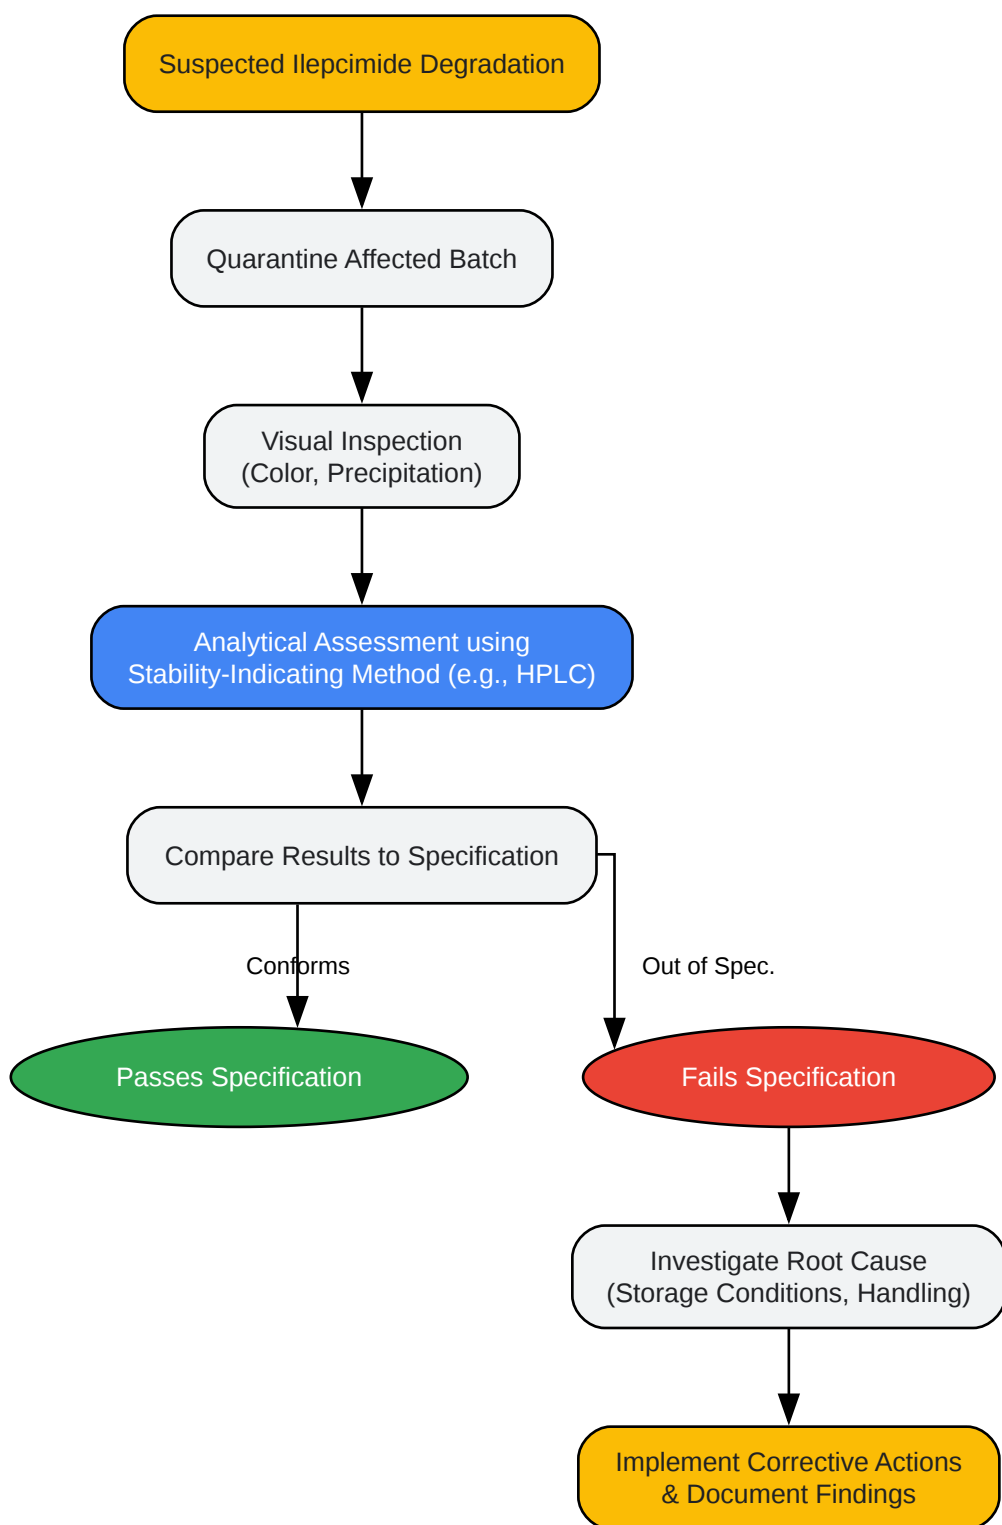 Suspected Ilepcimide Degradation
Quarantine Affected Batch
Visual Inspection
(Color, Precipitation)
Analytical Assessment using
Stability-Indicating Method (e.g., HPLC)
Compare Results to Specification
Conforms
Out of Spec.
Passes Specification
Fails Specification
Investigate Root Cause
(Storage Conditions, Handling)
Implement Corrective Actions
& Document Findings